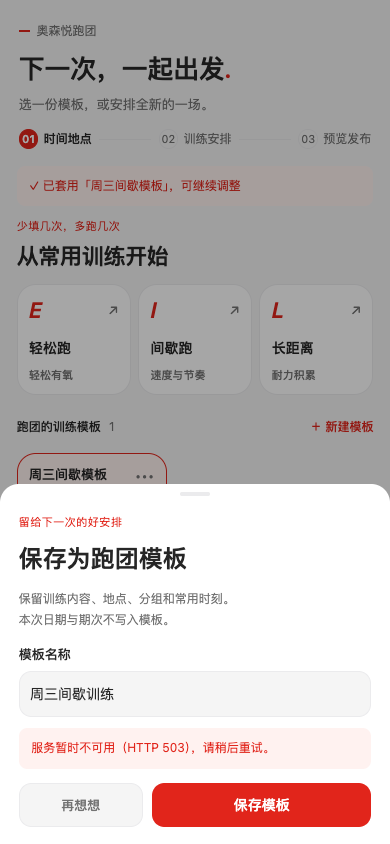 奥森悦跑团
下一次，一起出发.
选一份模板，或安排全新的一场。
01 时间地点 02 训练安排 03 预览发布
✓ 已套用「周三间歇模板」，可继续调整
少填几次，多跑几次
从常用训练开始
E ↗ I ↗ L ↗
轻松跑 间歇跑 长距离
轻松有氧 速度与节奏 耐力积累
跑团的训练模板 1 + 新建模板
周三间歇模板 •••
留给下一次的好安排
保存为跑团模板
保留训练内容、地点、分组和常用时刻。
本次日期与期次不写入模板。
模板名称
周三间歇训练
服务暂时不可用（HTTP 503），请稍后重试。
再想想 保存模板